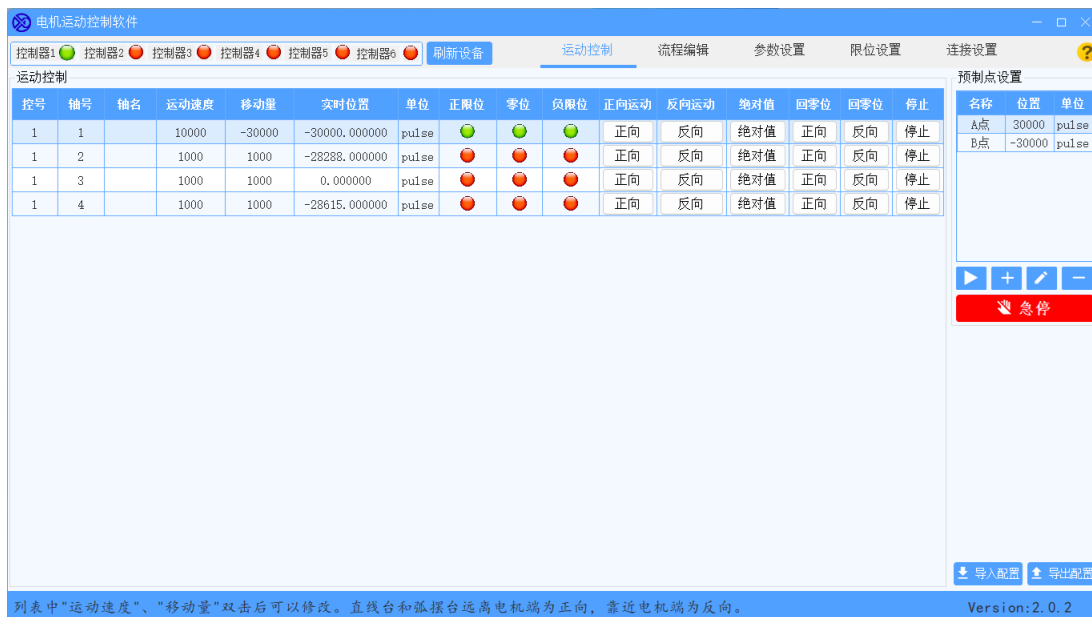 电机运动控制软件
控制器1 控制器2 控制器3 控制器4 控制器5 控制器6 刷新设备 运动控制 流程编辑 参数设置 限位设置 连接设置 ?
运动控制 预制点设置
控号 轴号 轴名 运动速度 移动量 实时位置 单位 正限位 零位 负限位 正向运动 反向运动 绝对值 回零位 回零位 停止 名称 位置 单位
1 1 10000 -30000 -30000.000000 pulse 正向 反向 绝对值 正向 反向 停止 A点 30000 pulse
1 2 1000 1000 -28288.000000 pulse 正向 反向 绝对值 正向 反向 停止 B点 -30000 pulse
1 3 1000 1000 0.000000 pulse 正向 反向 绝对值 正向 反向 停止
1 4 1000 1000 -28615.000000 pulse 正向 反向 绝对值 正向 反向 停止
急停
导入配置 导出配置
列表中"运动速度"、"移动量"双击后可以修改。直线台和弧摆台远离电机端为正向，靠近电机端为反向。 Version:2.0.2